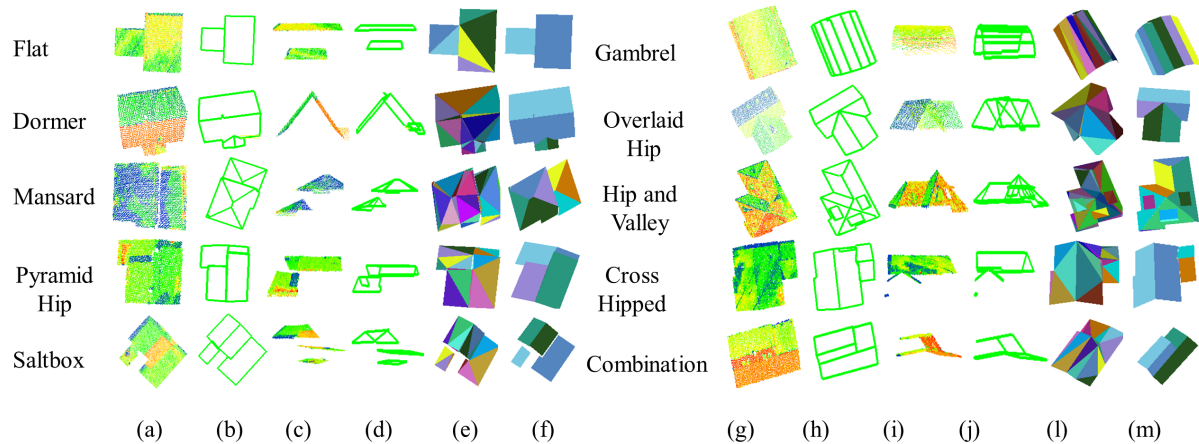 Flat
Dormer
Mansard
Pyramid
Hip
Saltbox
Gambrel
Overlaid
Hip
Hip and
Valley
Cross
Hipped
Combination
(a) (b) (c) (d) (e) (f) (g) (h) (i) (j) (l) (m)